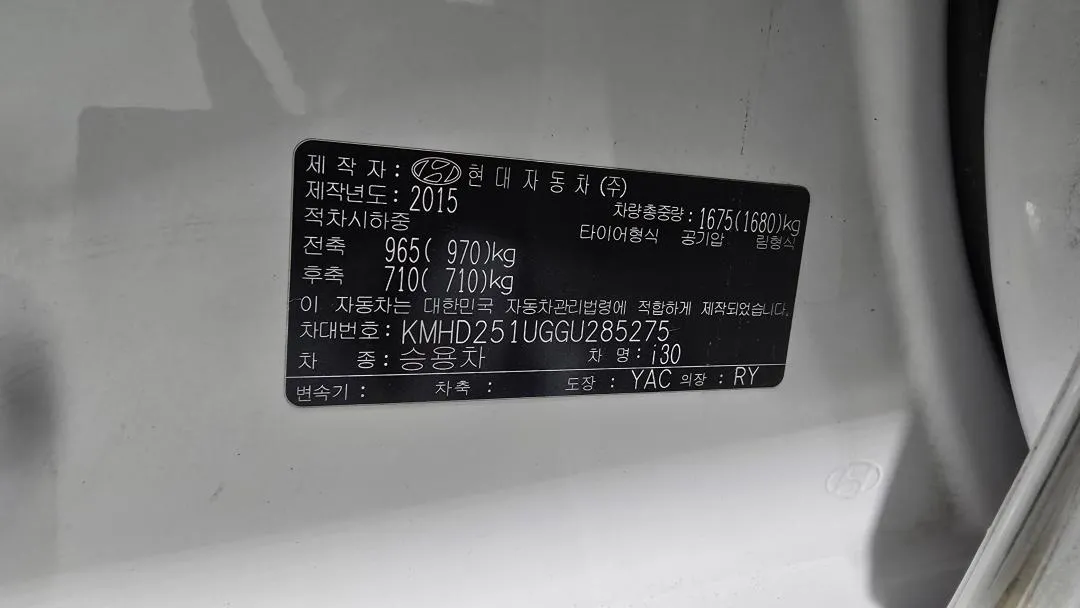 제 작 자 : 현 대 자 동 차 (주)
제작년도 : 2015 차량총중량 : 1675(1680)kg
적차시하중 타이어형식 공기압 림형식
전축 965( 970)kg
후축 710( 710)kg
이 자동차는 대한민국 자동차관리법령에 적합하게 제작되었습니다.
차대번호 : KMHD251UGGU285275
차 종 : 승용차 차 명 : i30
변속기 : 차축 : 도장 : YAC 의장 : RY